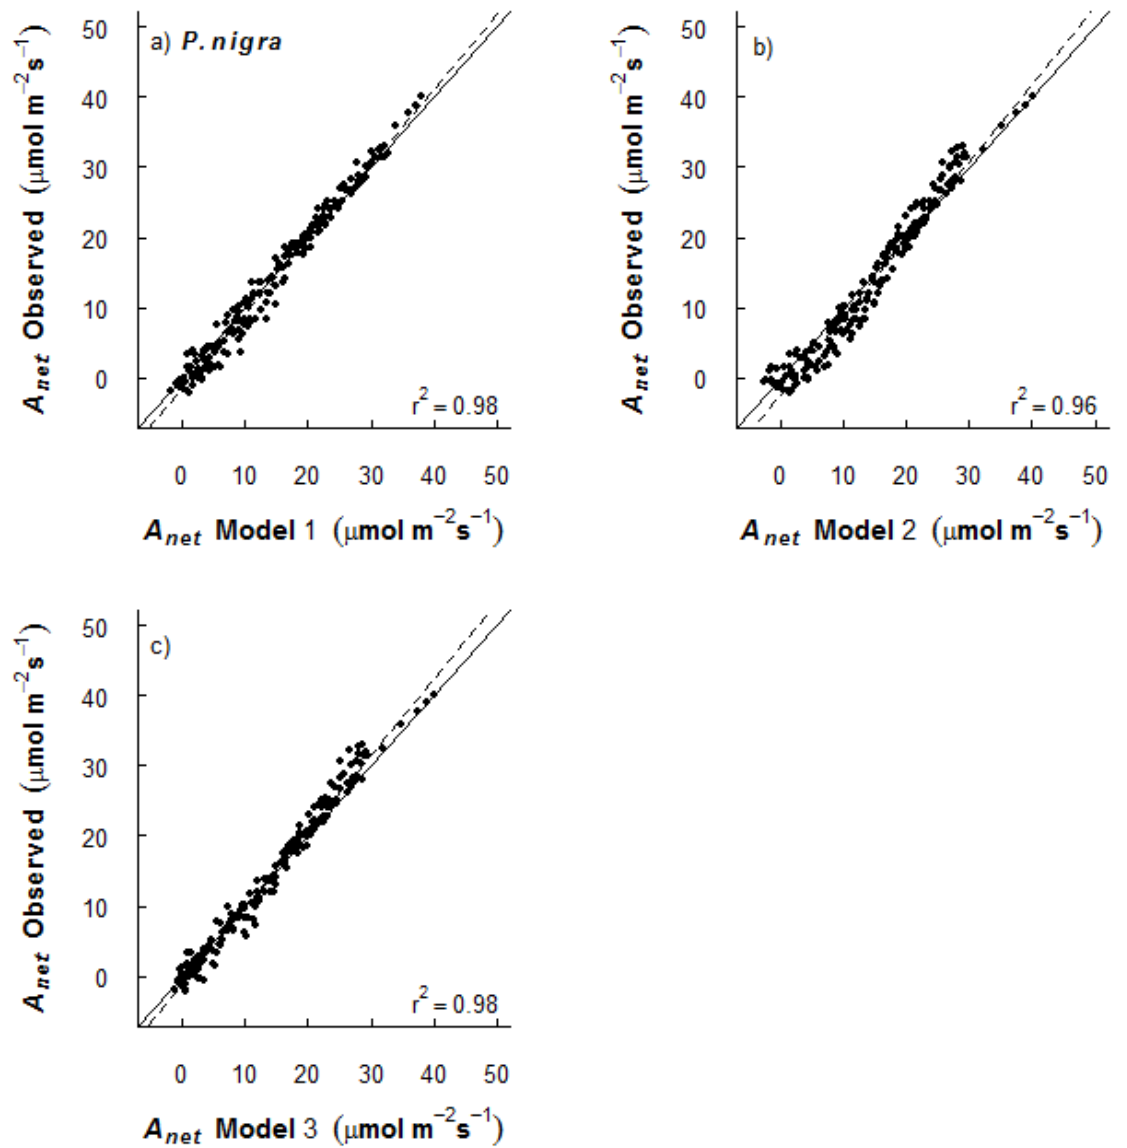 a) P. nigra
A_net Observed (μmol m⁻²s⁻¹)
50
40
30
20
10
0
r² = 0.98
0 10 20 30 40 50
A_net Model 1 (μmol m⁻²s⁻¹)
b)
A_net Observed (μmol m⁻²s⁻¹)
50
40
30
20
10
0
r² = 0.96
0 10 20 30 40 50
A_net Model 2 (μmol m⁻²s⁻¹)
c)
A_net Observed (μmol m⁻²s⁻¹)
50
40
30
20
10
0
r² = 0.98
0 10 20 30 40 50
A_net Model 3 (μmol m⁻²s⁻¹)